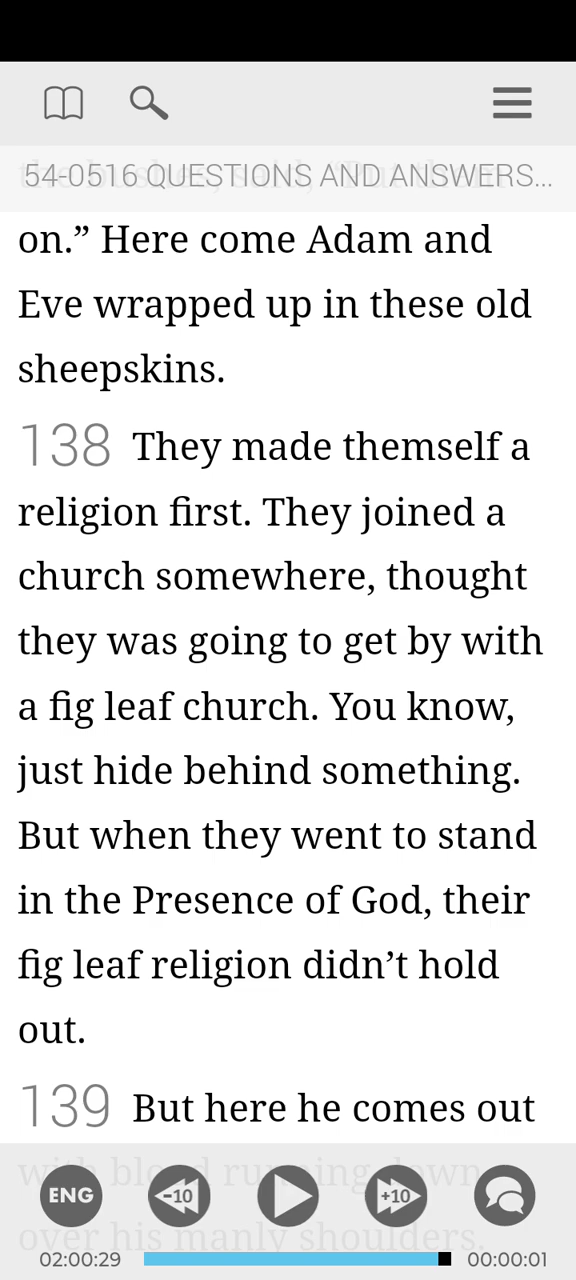 54-0516 QUESTIONS AND ANSWERS...
on.” Here come Adam and
Eve wrapped up in these old
sheepskins.
138 They made themself a
religion first. They joined a
church somewhere, thought
they was going to get by with
a fig leaf church. You know,
just hide behind something.
But when they went to stand
in the Presence of God, their
fig leaf religion didn’t hold
out.
139 But here he comes out
with blood running down
over his manly shoulders.
ENG -10 +10
02:00:29 00:00:01